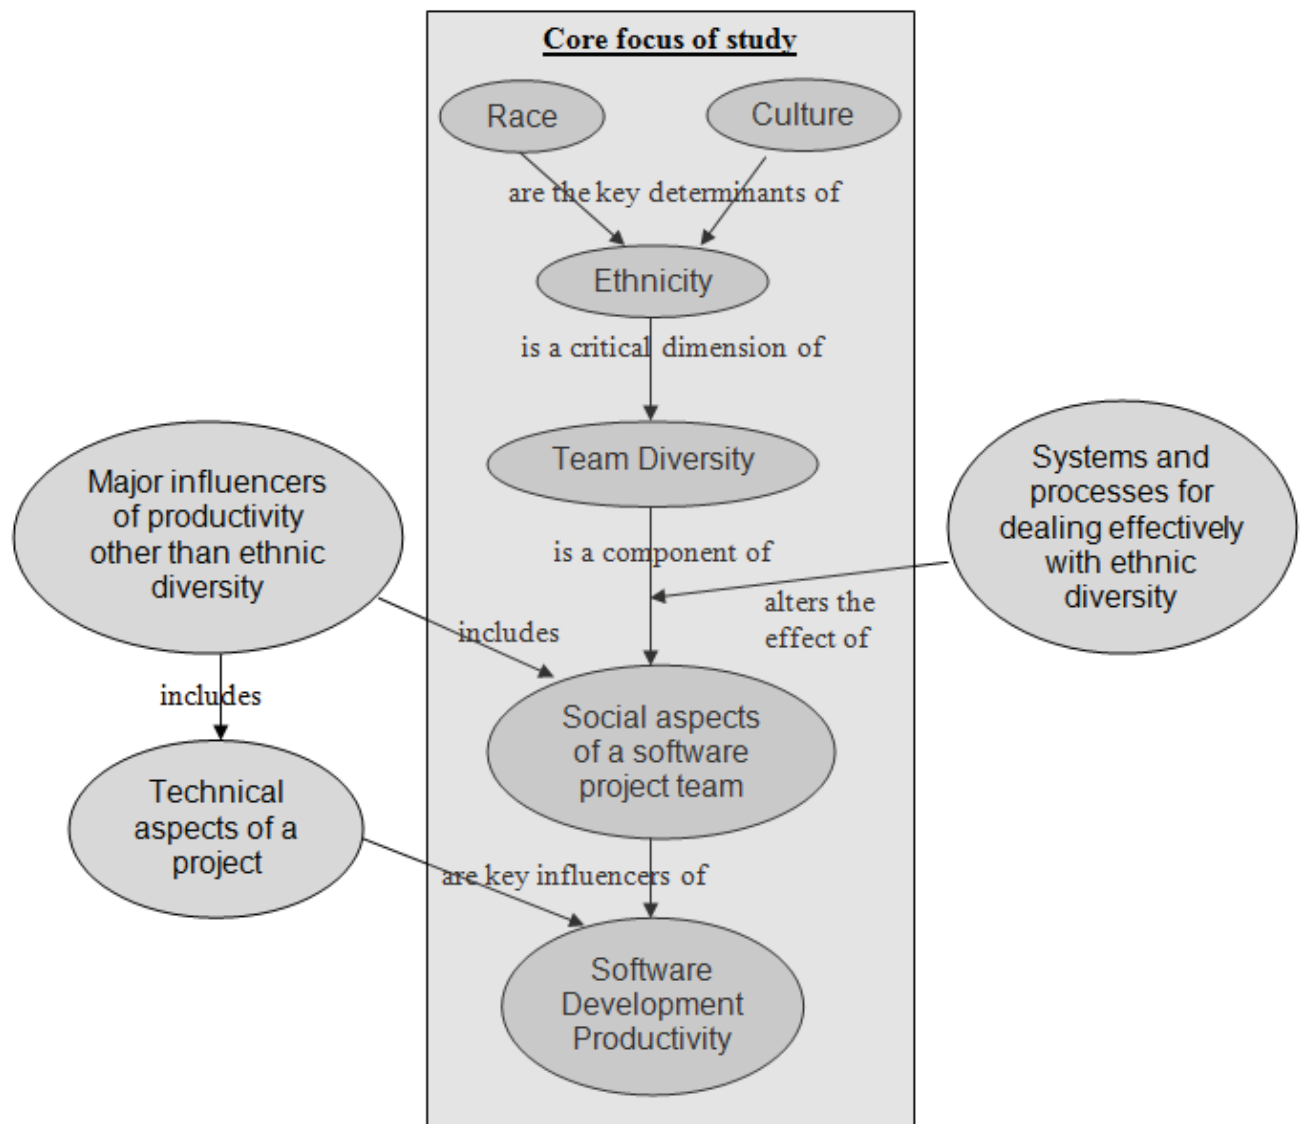 Core focus of study
Race
Culture
are the key determinants of
Ethnicity
is a critical dimension of
Team Diversity
is a component of
Major influencers
of productivity
other than ethnic
diversity
Systems and
processes for
dealing effectively
with ethnic
diversity
alters the
effect of
includes
includes
Social aspects
of a software
project team
Technical
aspects of a
project
are key influencers of
Software
Development
Productivity